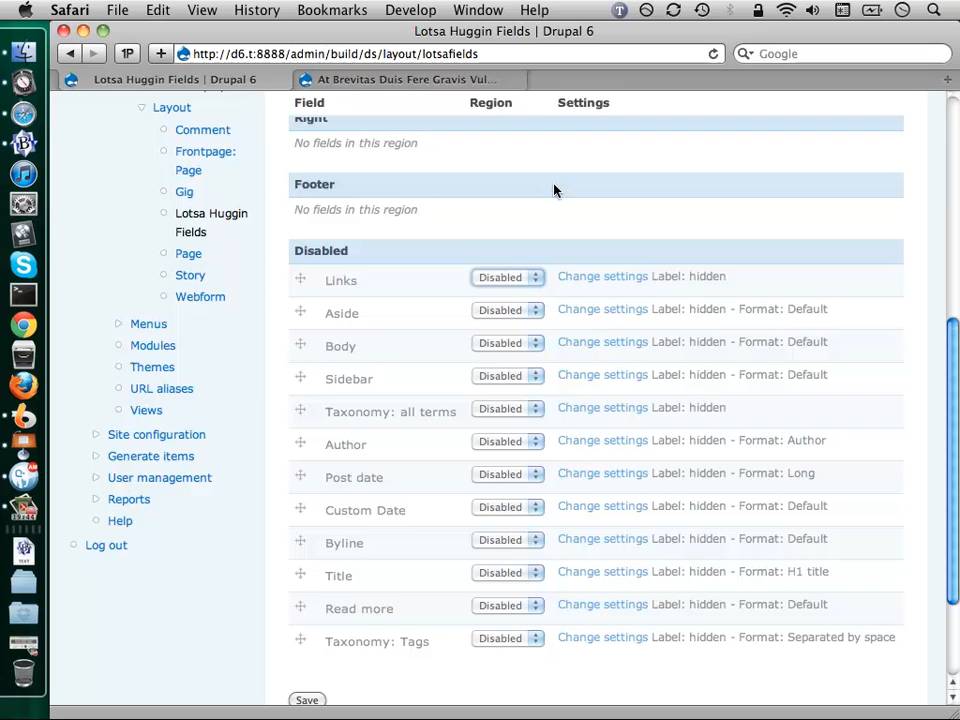 Safari File Edit View History Bookmarks Develop Window Help
Lotsa Huggin Fields | Drupal 6
1P + http://d6.t:8888/admin/build/ds/layout/lotsafields Google
Lotsa Huggin Fields | Drupal 6 At Brevitas Duis Fere Gravis Vul... +
Layout
Comment
Frontpage:
Page
Gig
Lotsa Huggin
Fields
Page
Story
Webform
Menus
Modules
Themes
URL aliases
Views
Site configuration
Generate items
User management
Reports
Help
Log out
Field Region Settings
Right
No fields in this region
Footer
No fields in this region
Disabled
Links Disabled Change settings Label: hidden
Aside Disabled Change settings Label: hidden - Format: Default
Body Disabled Change settings Label: hidden - Format: Default
Sidebar Disabled Change settings Label: hidden - Format: Default
Taxonomy: all terms Disabled Change settings Label: hidden
Author Disabled Change settings Label: hidden - Format: Author
Post date Disabled Change settings Label: hidden - Format: Long
Custom Date Disabled Change settings Label: hidden - Format: Default
Byline Disabled Change settings Label: hidden - Format: Default
Title Disabled Change settings Label: hidden - Format: H1 title
Read more Disabled Change settings Label: hidden - Format: Default
Taxonomy: Tags Disabled Change settings Label: hidden - Format: Separated by space
Save